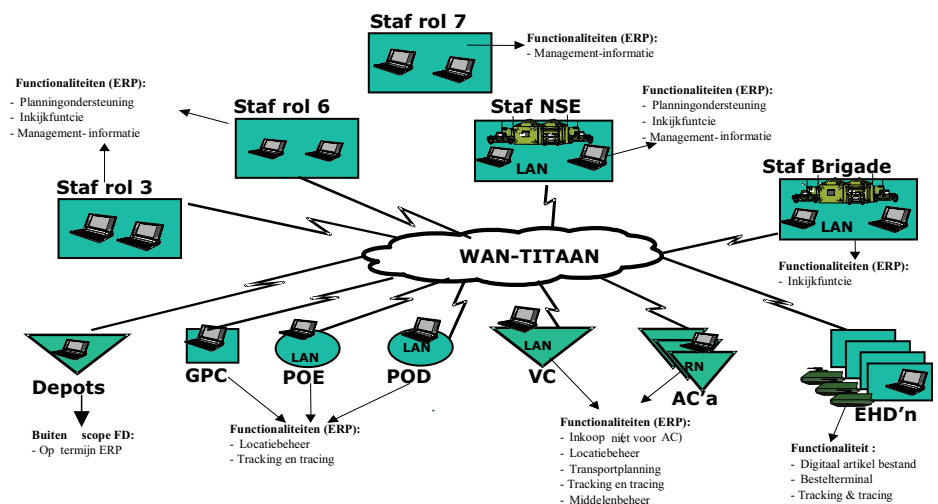 Staf rol 7
Functionaliteiten (ERP):
- Management-informatie
Functionaliteiten (ERP):
- Planningondersteuning
- Inkijkfuntcie
- Management- informatie
Staf rol 6
Staf NSE
LAN
Functionaliteiten (ERP):
- Planningondersteuning
- Inkijkfuntcie
- Management-informatie
Staf rol 3
Staf Brigade
LAN
WAN-TITAAN
Functionaliteiten (ERP):
- Inkijkfuntcie
Depots
GPC
LAN
POE
LAN
POD
LAN
VC
RN
AC'a
EHD'n
Buiten scope FD:
- Op termijn ERP
Functionaliteiten (ERP):
- Locatiebeheer
- Tracking en tracing
Functionaliteiten (ERP):
- Inkoop niet voor AC)
- Locatiebeheer
- Transportplanning
- Tracking en tracing
- Middelenbeheer
Functionaliteit :
- Digitaal artikel bestand
- Bestelterminal
- Tracking & tracing